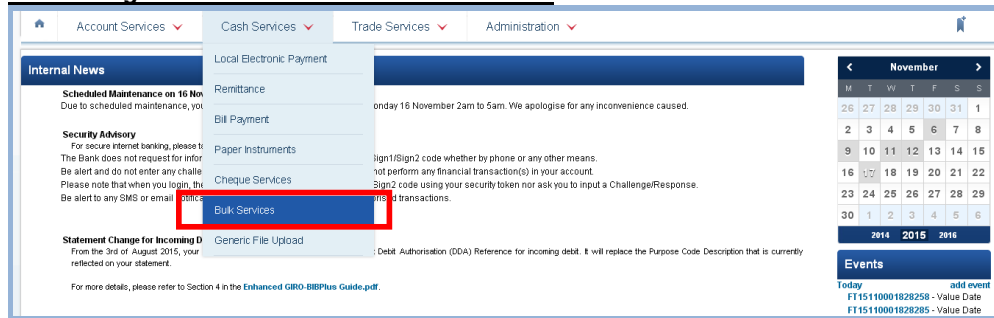 Account Services Cash Services Trade Services Administration
Local Electronic Payment
Remittance
Bill Payment
Paper Instruments
Cheque Services
Bulk Services
Generic File Upload
Internal News
Scheduled Maintenance on 16 Nov
Due to scheduled maintenance, you onday 16 November 2am to 5am. We apologise for any inconvenience caused.
Security Advisory
For secure internet banking, please t
The Bank does not request for infor Sign1/Sign2 code whether by phone or any other means.
Be alert and do not enter any challe not perform any financial transaction(s) in your account.
Please note that when you login, the Sign2 code using your security token nor ask you to input a Challenge/Response.
Be alert to any SMS or email transactions.
Statement Change for Incoming D
From the 3rd of August 2015, your Debit Authorisation (DDA) Reference for incoming debit. It will replace the Purpose Code Description that is currently
reflected on your statement.
For more details, please refer to Section 4 in the Enhanced GIRO-BIBPlus Guide.pdf.
< November >
M T W T F S S
26 27 28 29 30 31 1
2 3 4 5 6 7 8
9 10 11 12 13 14 15
16 17 18 19 20 21 22
23 24 25 26 27 28 29
30 1 2 3 4 5 6
2014 2015 2016
Events
Today add event
FT15110001828258 - Value Date
FT15110001828285 - Value Date